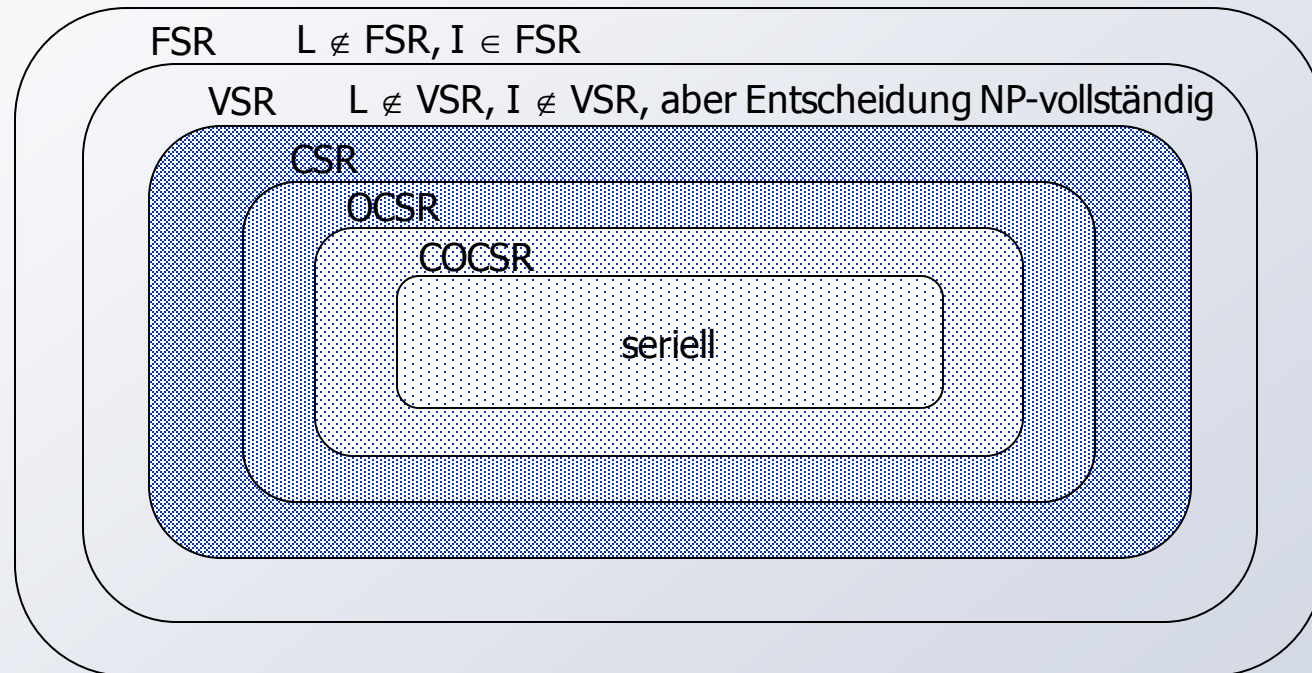 FSR L ∉ FSR, I ∈ FSR
VSR L ∉ VSR, I ∉ VSR, aber Entscheidung NP-vollständig
CSR
OCSR
COCSR
seriell